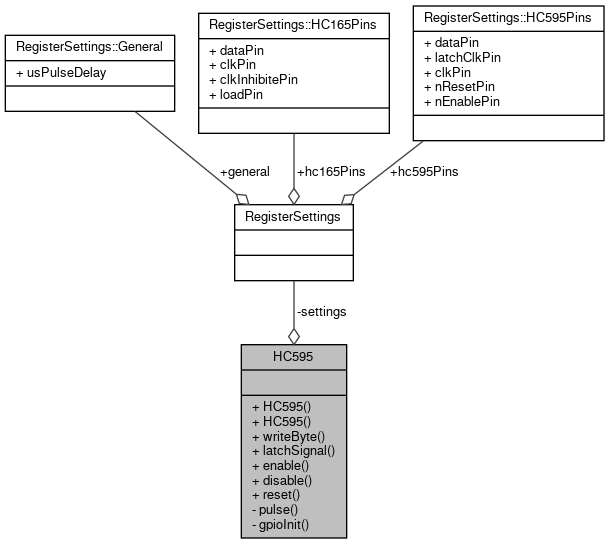 RegisterSettings::General
+ usPulseDelay
RegisterSettings::HC165Pins
+ dataPin
+ clkPin
+ clkInhibitePin
+ loadPin
RegisterSettings::HC595Pins
+ dataPin
+ latchClkPin
+ clkPin
+ nResetPin
+ nEnablePin
+general
+hc165Pins
+hc595Pins
RegisterSettings
-settings
HC595
+ HC595()
+ HC595()
+ writeByte()
+ latchSignal()
+ enable()
+ disable()
+ reset()
- pulse()
- gpioInit()